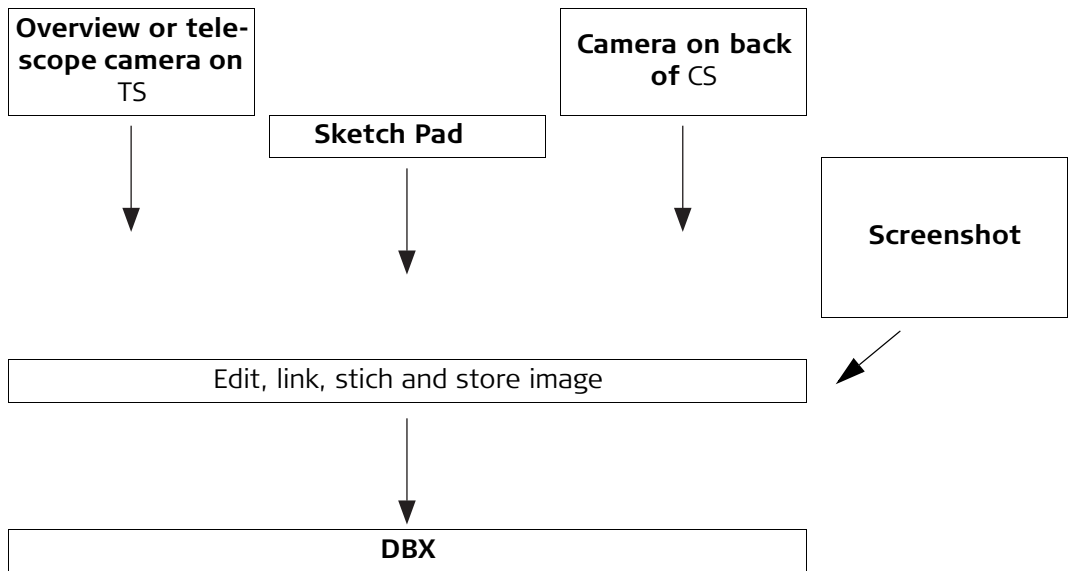 Overview or tele-
scope camera on
TS
Camera on back
of CS
Sketch Pad
Screenshot
Edit, link, stich and store image
DBX